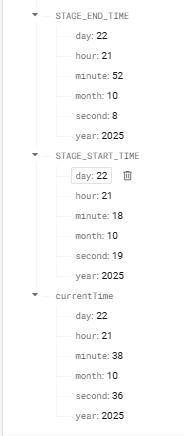 STAGE_END_TIME
day: 22
hour: 21
minute: 52
month: 10
second: 8
year: 2025
STAGE_START_TIME
day: 22
hour: 21
minute: 18
month: 10
second: 19
year: 2025
currentTime
day: 22
hour: 21
minute: 38
month: 10
second: 36
year: 2025